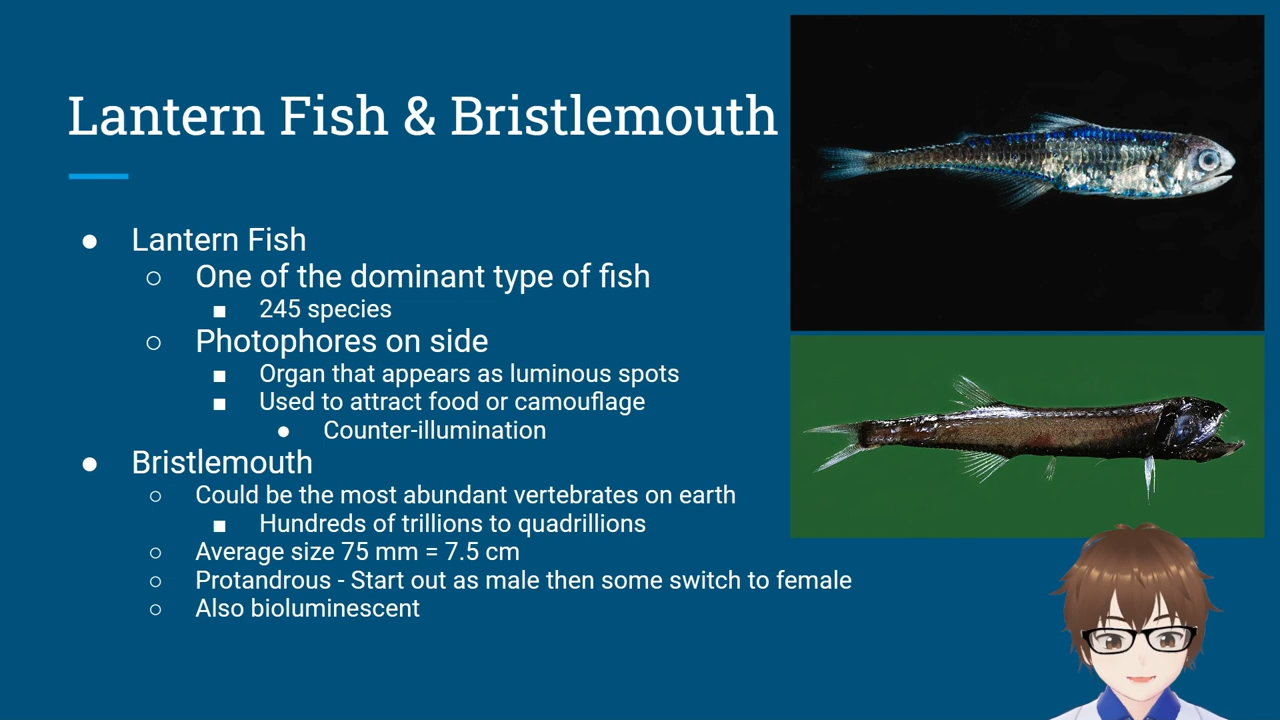 Lantern Fish & Bristlemouth
● Lantern Fish
○ One of the dominant type of fish
■ 245 species
○ Photophores on side
■ Organ that appears as luminous spots
■ Used to attract food or camouflage
● Counter-illumination
● Bristlemouth
○ Could be the most abundant vertebrates on earth
■ Hundreds of trillions to quadrillions
○ Average size 75 mm = 7.5 cm
○ Protandrous - Start out as male then some switch to female
○ Also bioluminescent